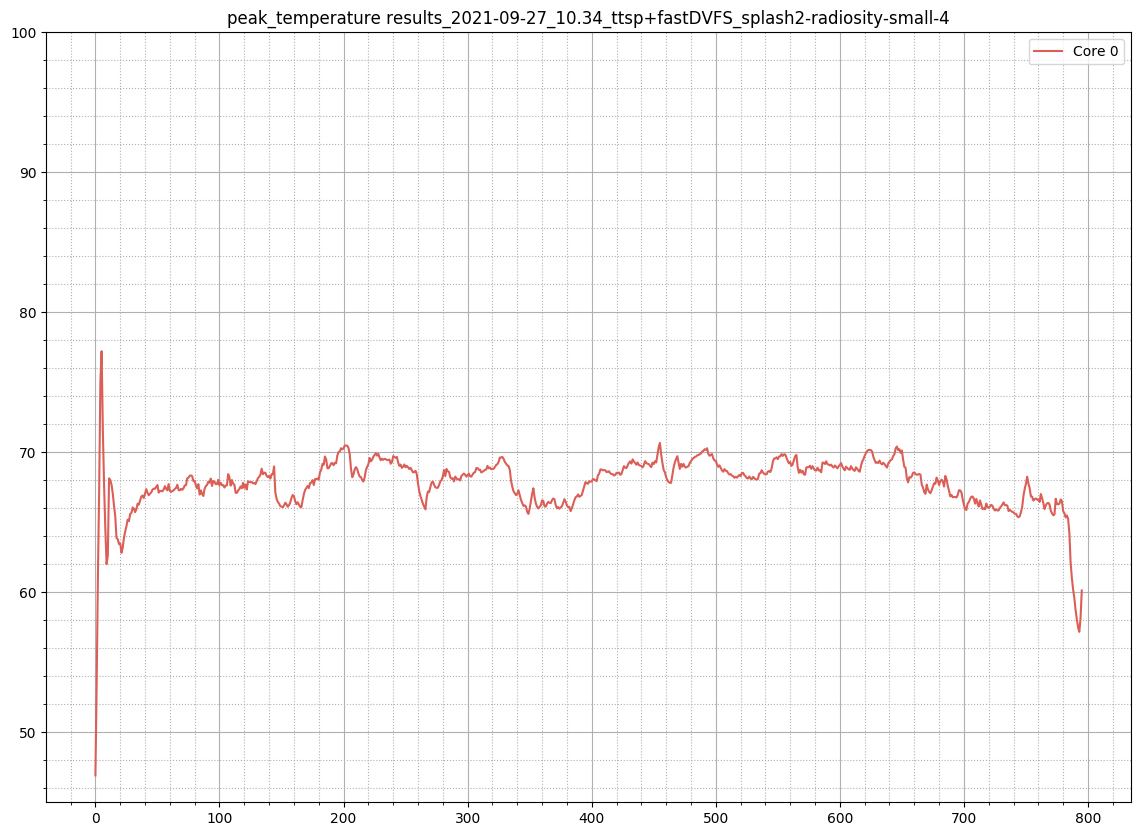 peak_temperature results_2021-09-27_10.34_ttsp+fastDVFS_splash2-radiosity-small-4
Core 0
100
90
80
70
60
50
0 100 200 300 400 500 600 700 800